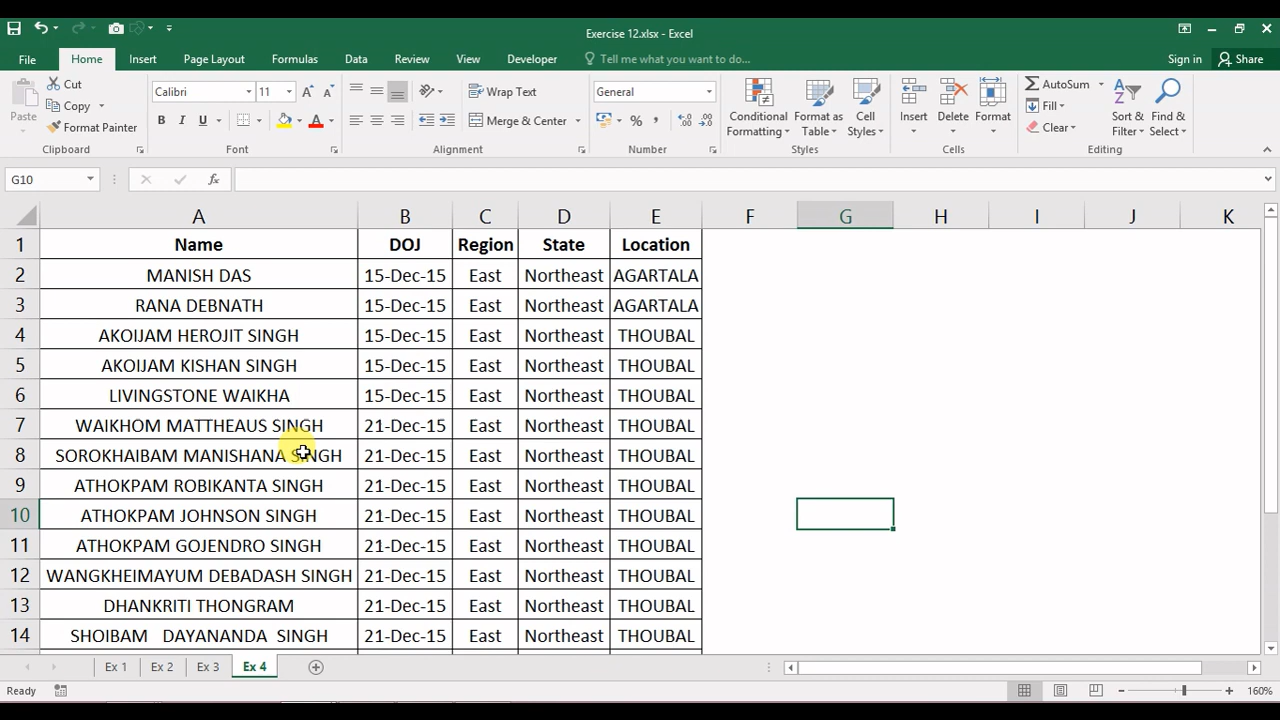 Exercise 12.xlsx - Excel
File Home Insert Page Layout Formulas Data Review View Developer Tell me what you want to do... Sign in Share
Paste Cut Copy Format Painter
Clipboard
Calibri 11
B I U
Font
Wrap Text
Merge & Center
Alignment
General
%
Number
Conditional Formatting Format as Table Cell Styles
Styles
Insert Delete Format
Cells
AutoSum
Fill
Clear
Sort & Filter Find & Select
Editing
G10 fx
A B C D E F G H I J K
1 Name DOJ Region State Location
2 MANISH DAS 15-Dec-15 East Northeast AGARTALA
3 RANA DEBNATH 15-Dec-15 East Northeast AGARTALA
4 AKOIJAM HEROJIT SINGH 15-Dec-15 East Northeast THOUBAL
5 AKOIJAM KISHAN SINGH 15-Dec-15 East Northeast THOUBAL
6 LIVINGSTONE WAIKHA 15-Dec-15 East Northeast THOUBAL
7 WAIKHOM MATTHEAUS SINGH 21-Dec-15 East Northeast THOUBAL
8 SOROKHAIBAM MANISHANA SINGH 21-Dec-15 East Northeast THOUBAL
9 ATHOKPAM ROBIKANTA SINGH 21-Dec-15 East Northeast THOUBAL
10 ATHOKPAM JOHNSON SINGH 21-Dec-15 East Northeast THOUBAL
11 ATHOKPAM GOJENDRO SINGH 21-Dec-15 East Northeast THOUBAL
12 WANGKHEIMAYUM DEBADASH SINGH 21-Dec-15 East Northeast THOUBAL
13 DHANKRITI THONGRAM 21-Dec-15 East Northeast THOUBAL
14 SHOIBAM DAYANANDA SINGH 21-Dec-15 East Northeast THOUBAL
Ex 1 Ex 2 Ex 3 Ex 4
Ready 160%